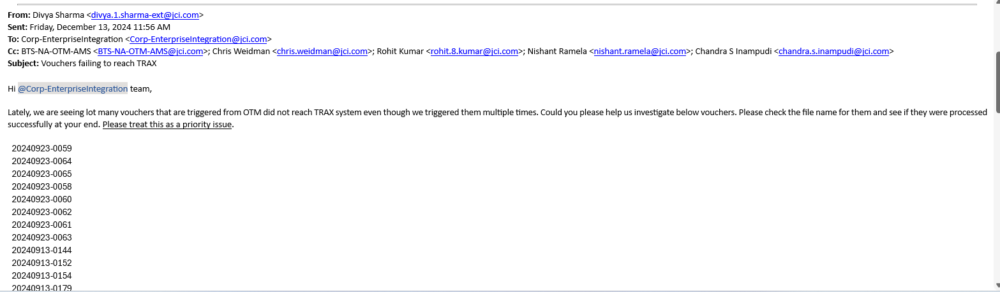 From: Divya Sharma <divya.1.sharma-ext@jci.com>
Sent: Friday, December 13, 2024 11:56 AM
To: Corp-EnterpriseIntegration <Corp-EnterpriseIntegration@jci.com>
Cc: BTS-NA-OTM-AMS <BTS-NA-OTM-AMS@jci.com>; Chris Weidman <chris.weidman@jci.com>; Rohit Kumar <rohit.8.kumar@jci.com>; Nishant Ramela <nishant.ramela@jci.com>; Chandra S Inampudi <chandra.s.inampudi@jci.com>
Subject: Vouchers failing to reach TRAX
Hi @Corp-EnterpriseIntegration team,
Lately, we are seeing lot many vouchers that are triggered from OTM did not reach TRAX system even though we triggered them multiple times. Could you please help us investigate below vouchers. Please check the file name for them and see if they were processed
successfully at your end. Please treat this as a priority issue.
20240923-0059
20240923-0064
20240923-0065
20240923-0058
20240923-0060
20240923-0062
20240923-0061
20240923-0063
20240913-0144
20240913-0152
20240913-0154
20240913-0179